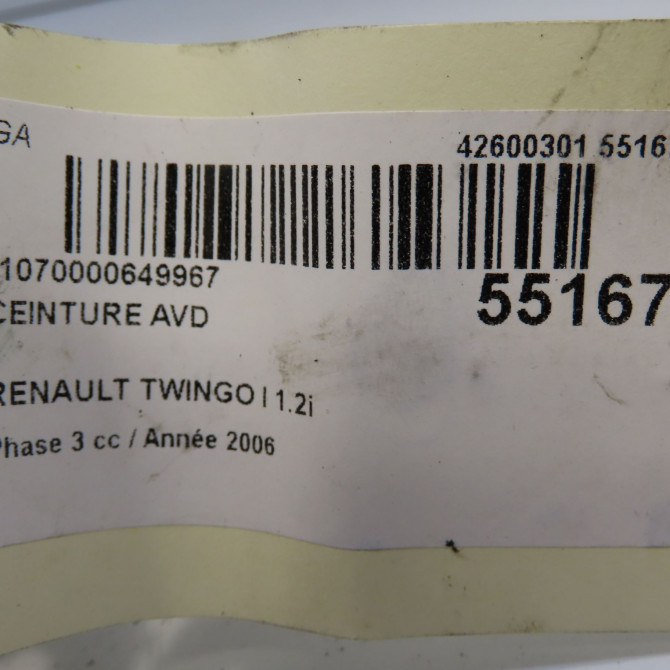 GA
42600301 5516
1070000649967
55167
CEINTURE AVD
RENAULT TWINGO I 1.2i
Phase 3 cc / Année 2006